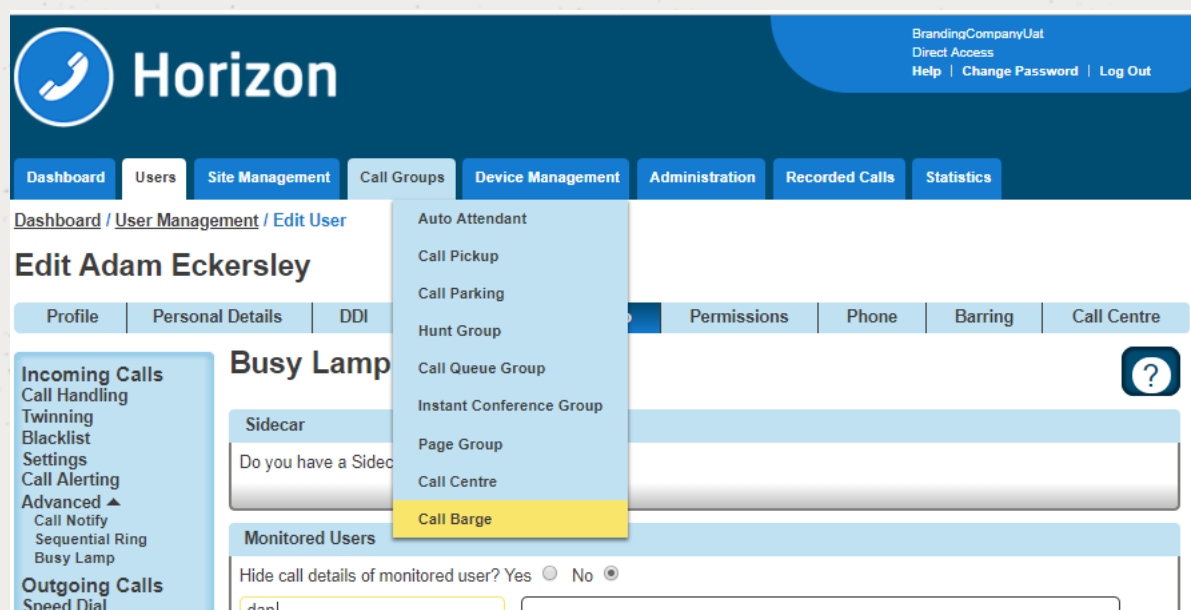 BrandingCompanyUat
Direct Access
Help | Change Password | Log Out
Horizon
Dashboard Users Site Management Call Groups Device Management Administration Recorded Calls Statistics
Dashboard / User Management / Edit User
Auto Attendant
Call Pickup
Call Parking
Hunt Group
Call Queue Group
Instant Conference Group
Page Group
Call Centre
Call Barge
Edit Adam Eckersley
Profile Personal Details DDI Permissions Phone Barring Call Centre
Incoming Calls
Call Handling
Twinning
Blacklist
Settings
Call Alerting
Advanced
Call Notify
Sequential Ring
Busy Lamp
Outgoing Calls
Speed Dial
Busy Lamp
?
Sidecar
Do you have a Sidec
Monitored Users
Hide call details of monitored user? Yes No
dan